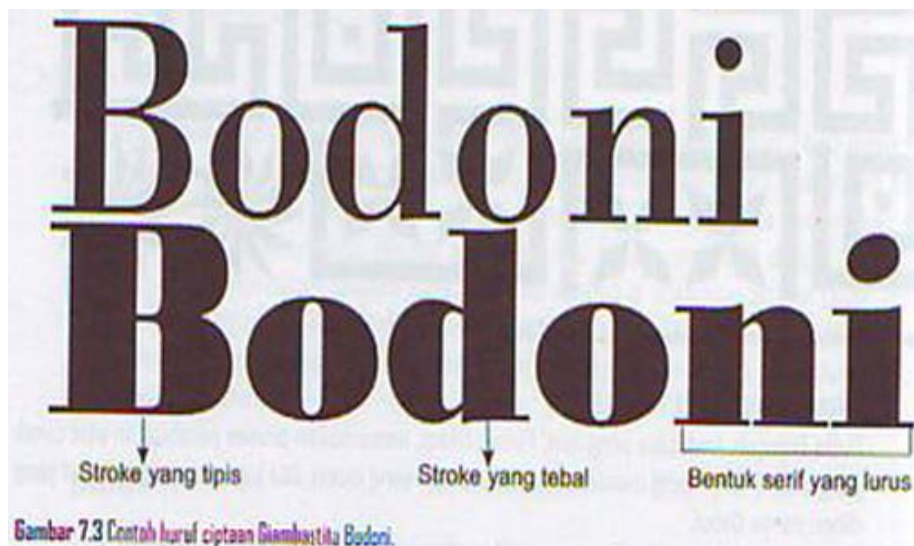 Bodoni
Bodoni
Stroke yang tipis Stroke yang tebal Bentuk serif yang lurus
Gambar 7.3 Contoh huruf ciptaan Giambastita Bodoni.